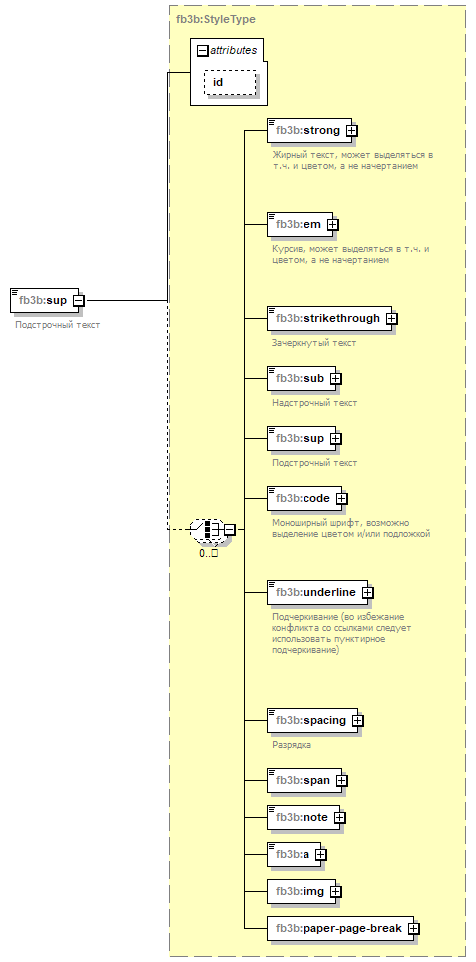 fb3b:StyleType
attributes
id
fb3b:strong
Жирный текст, может выделяться в
т.ч. и цветом, а не начертанием
fb3b:em
Курсив, может выделяться в т.ч. и
цветом, а не начертанием
fb3b:sup
Подстрочный текст
fb3b:strikethrough
Зачеркнутый текст
fb3b:sub
Надстрочный текст
fb3b:sup
Подстрочный текст
fb3b:code
Моноширный шрифт, возможно
выделение цветом и/или подложкой
0..□
fb3b:underline
Подчеркивание (во избежание
конфликта со ссылками следует
использовать пунктирное
подчеркивание)
fb3b:spacing
Разрядка
fb3b:span
fb3b:note
fb3b:a
fb3b:img
fb3b:paper-page-break